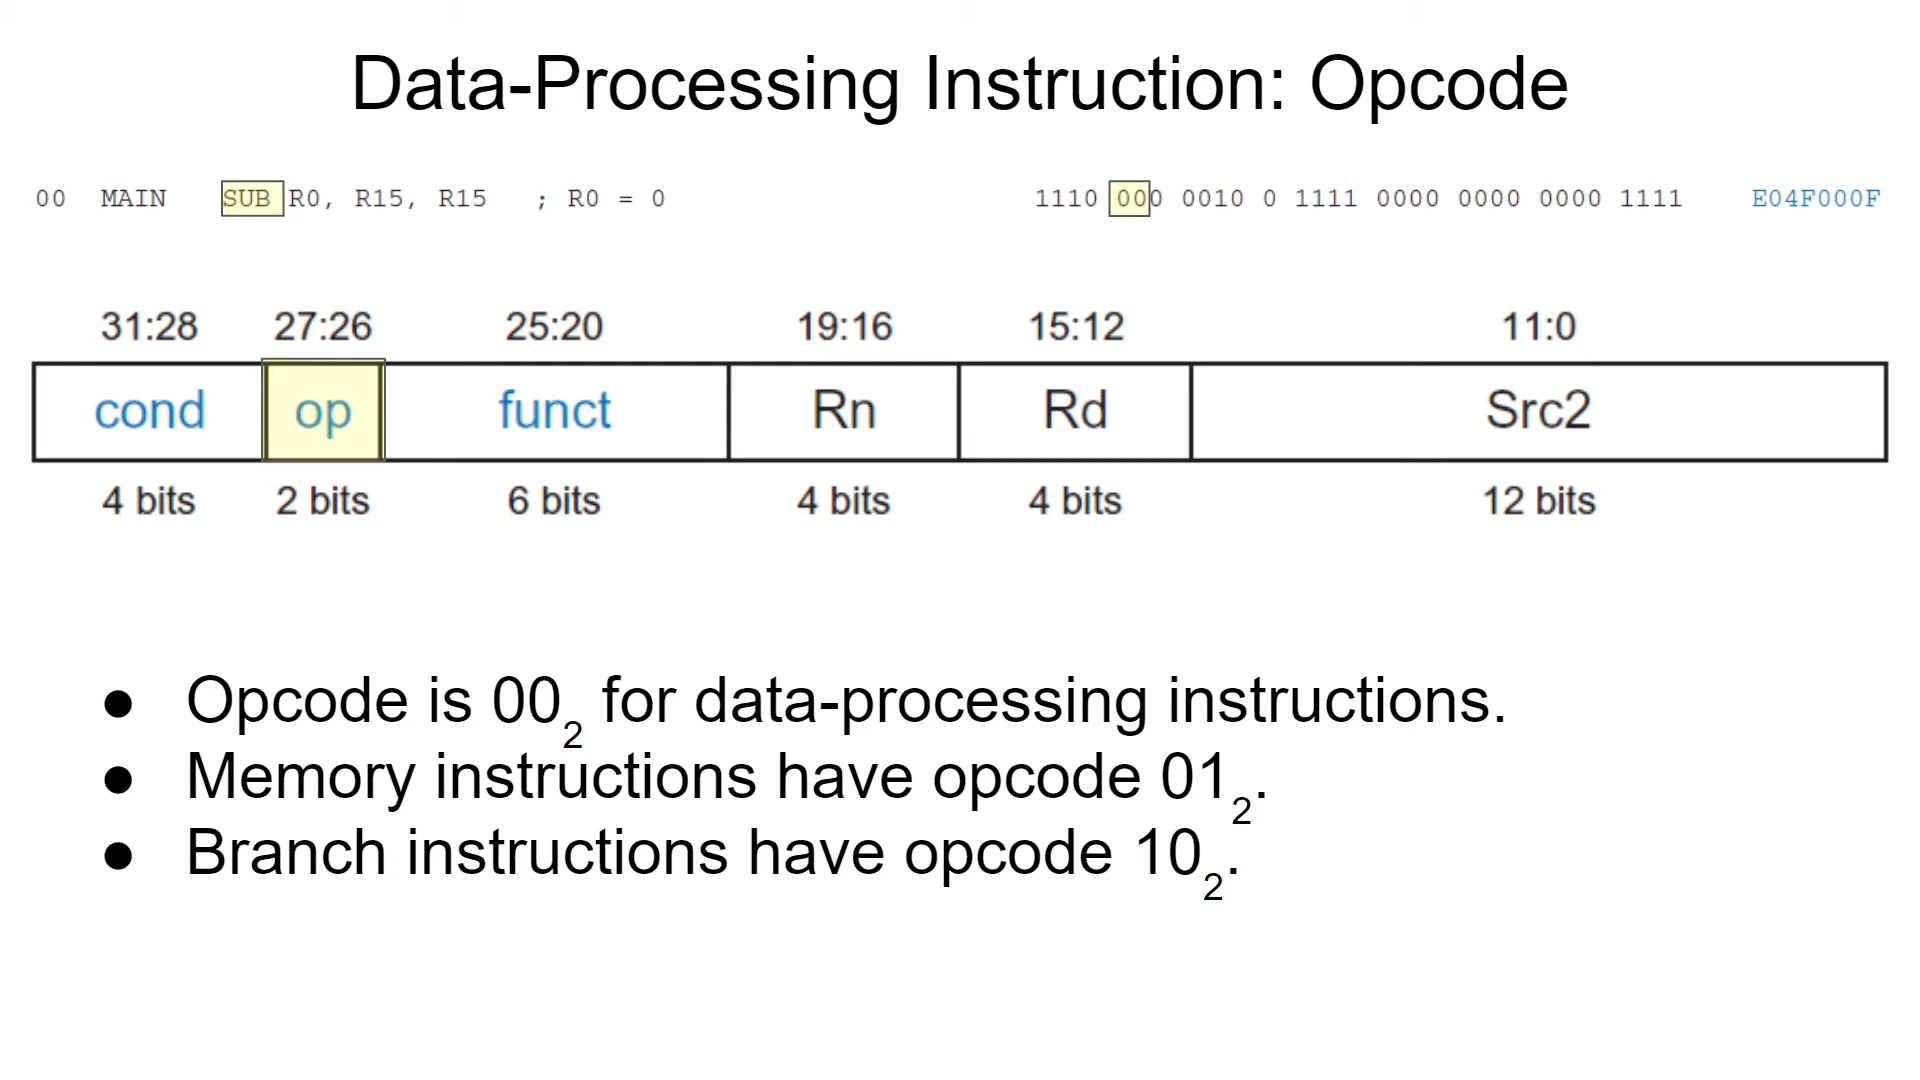 Data-Processing Instruction: Opcode
00 MAIN SUB R0, R15, R15 ; R0 = 0 1110 000 0010 0 1111 0000 0000 0000 1111 E04F000F
31:28 27:26 25:20 19:16 15:12 11:0
cond op funct Rn Rd Src2
4 bits 2 bits 6 bits 4 bits 4 bits 12 bits
● Opcode is 00₂ for data-processing instructions.
● Memory instructions have opcode 01₂.
● Branch instructions have opcode 10₂.